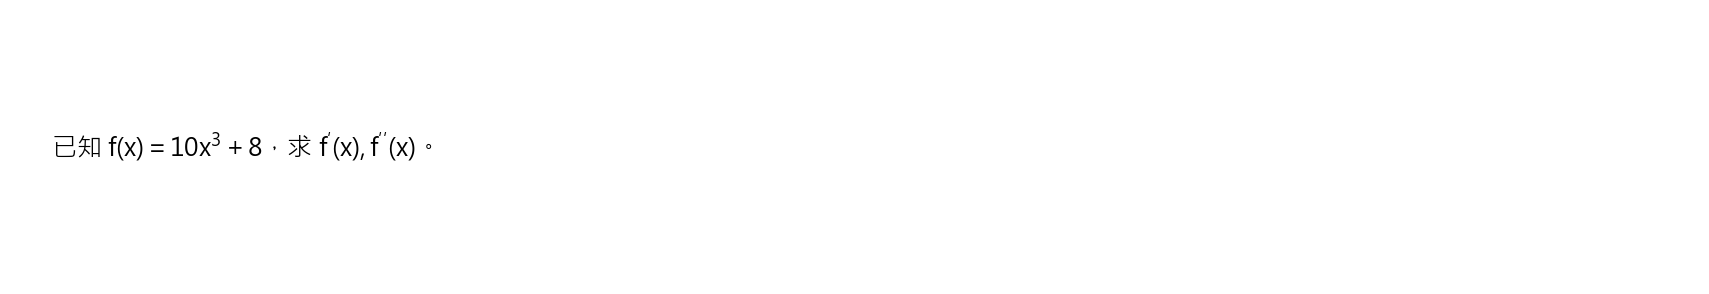 已知 f(x) = 10x³ + 8，求 f′(x), f′′(x)。